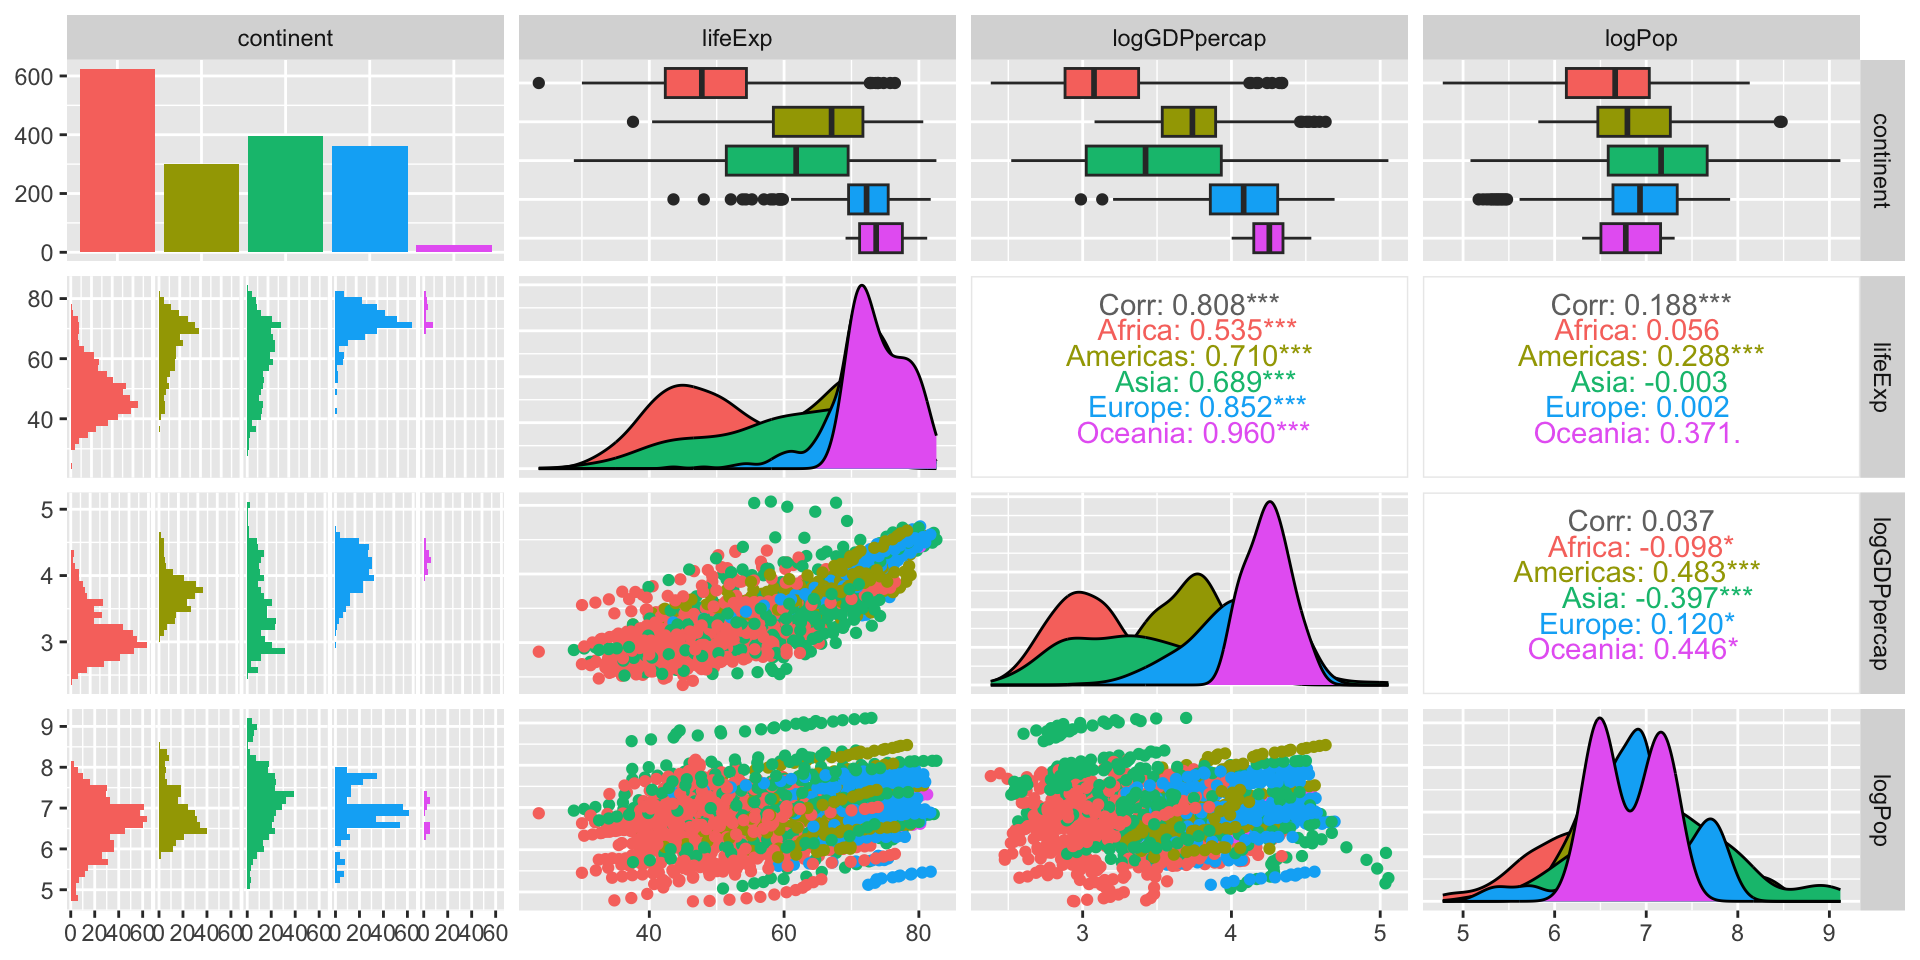 continent
lifeExp
logGDPpercap
logPop
600
400
200
0
continent
80
60
40
Corr: 0.808***
Africa: 0.535***
Americas: 0.710***
Asia: 0.689***
Europe: 0.852***
Oceania: 0.960***
Corr: 0.188***
Africa: 0.056
Americas: 0.288***
Asia: -0.003
Europe: 0.002
Oceania: 0.371.
lifeExp
5
4
3
Corr: 0.037
Africa: -0.098*
Americas: 0.483***
Asia: -0.397***
Europe: 0.120*
Oceania: 0.446*
logGDPpercap
9
8
7
6
5
logPop
0 20 40 60 0 20 40 60 0 20 40 60 0 20 40 60 0 20 40 60
40 60 80
3 4 5
5 6 7 8 9